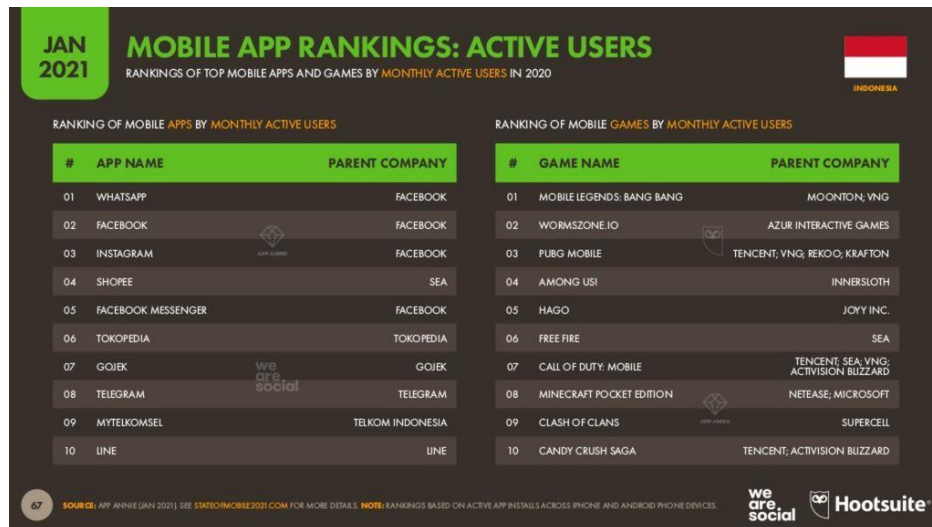 JAN
2021
MOBILE APP RANKINGS: ACTIVE USERS
RANKINGS OF TOP MOBILE APPS AND GAMES BY MONTHLY ACTIVE USERS IN 2020
INDONESIA
RANKING OF MOBILE APPS BY MONTHLY ACTIVE USERS
# APP NAME PARENT COMPANY
01 WHATSAPP FACEBOOK
02 FACEBOOK FACEBOOK
03 INSTAGRAM FACEBOOK
04 SHOPEE SEA
05 FACEBOOK MESSENGER FACEBOOK
06 TOKOPEDIA TOKOPEDIA
07 GOJEK GOJEK
08 TELEGRAM TELEGRAM
09 MYTELKOMSEL TELKOM INDONESIA
10 LINE LINE
APP ANNIE
we
are
social
RANKING OF MOBILE GAMES BY MONTHLY ACTIVE USERS
# GAME NAME PARENT COMPANY
01 MOBILE LEGENDS: BANG BANG MOONTON; VNG
02 WORMSZONE.IO AZUR INTERACTIVE GAMES
03 PUBG MOBILE TENCENT; VNG; REKOO; KRAFTON
04 AMONG US! INNERSLOTH
05 HAGO JOYY INC.
06 FREE FIRE SEA
07 CALL OF DUTY: MOBILE TENCENT; SEA; VNG;
ACTIVISION BLIZZARD
08 MINECRAFT POCKET EDITION NETEASE; MICROSOFT
09 CLASH OF CLANS SUPERCELL
10 CANDY CRUSH SAGA TENCENT; ACTIVISION BLIZZARD
APP ANNIE
67
SOURCE: APP ANNIE (JAN 2021). SEE STATEOFMOBILE2021.COM FOR MORE DETAILS. NOTE: RANKINGS BASED ON ACTIVE APP INSTALLS ACROSS IPHONE AND ANDROID PHONE DEVICES.
we
are
social
Hootsuite®